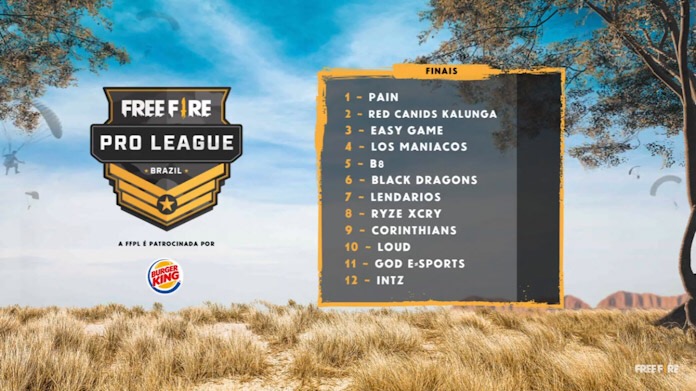 FREE FIRE
PRO LEAGUE
BRAZIL
A FFPL É PATROCINADA POR
BURGER
KING
FINAIS
1 - PAIN
2 - RED CANIDS KALUNGA
3 - EASY GAME
4 - LOS MANIACOS
5 - B8
6 - BLACK DRAGONS
7 - LENDARIOS
8 - RYZE XCRY
9 - CORINTHIANS
10 - LOUD
11 - GOD E-SPORTS
12 - INTZ
FREE FIRE